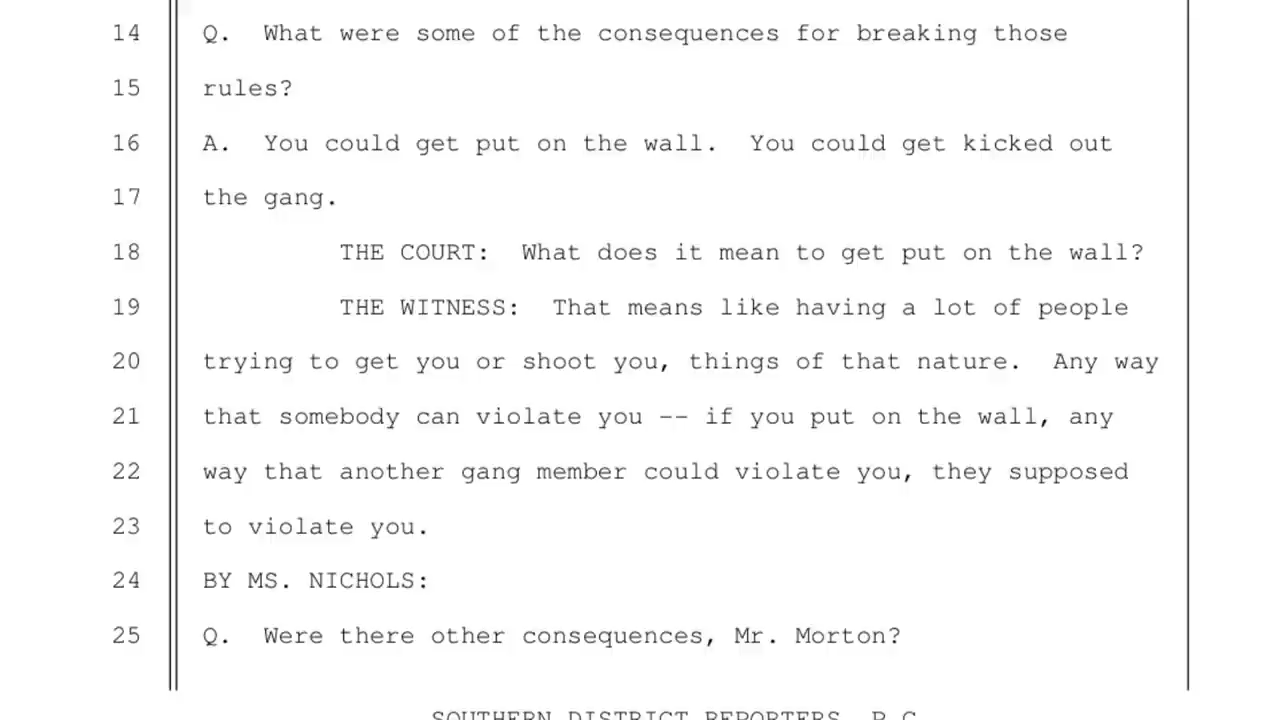 14 Q. What were some of the consequences for breaking those
15 rules?
16 A. You could get put on the wall. You could get kicked out
17 the gang.
18 THE COURT: What does it mean to get put on the wall?
19 THE WITNESS: That means like having a lot of people
20 trying to get you or shoot you, things of that nature. Any way
21 that somebody can violate you -- if you put on the wall, any
22 way that another gang member could violate you, they supposed
23 to violate you.
24 BY MS. NICHOLS:
25 Q. Were there other consequences, Mr. Morton?
SOUTHERN DISTRICT REPORTERS, P.C.